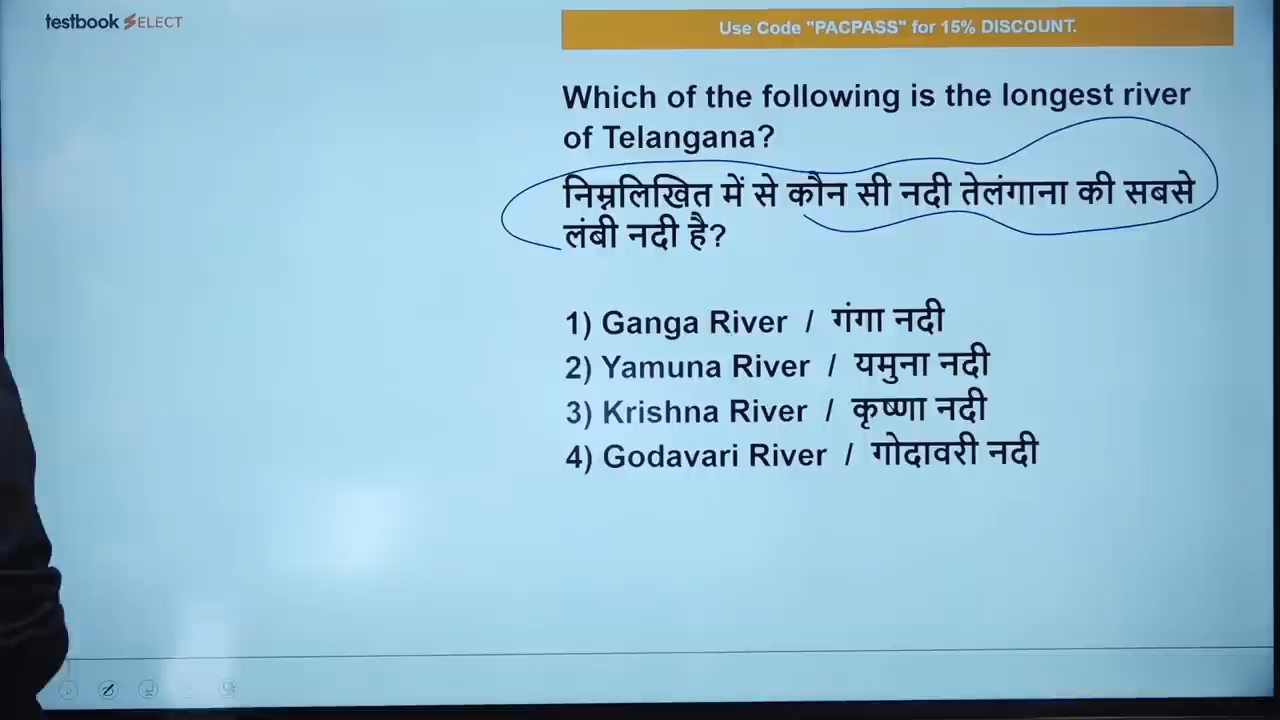 testbook SELECT
Use Code "PACPASS" for 15% DISCOUNT.
Which of the following is the longest river
of Telangana?
निम्नलिखित में से कौन सी नदी तेलंगाना की सबसे
लंबी नदी है?
1) Ganga River / गंगा नदी
2) Yamuna River / यमुना नदी
3) Krishna River / कृष्णा नदी
4) Godavari River / गोदावरी नदी